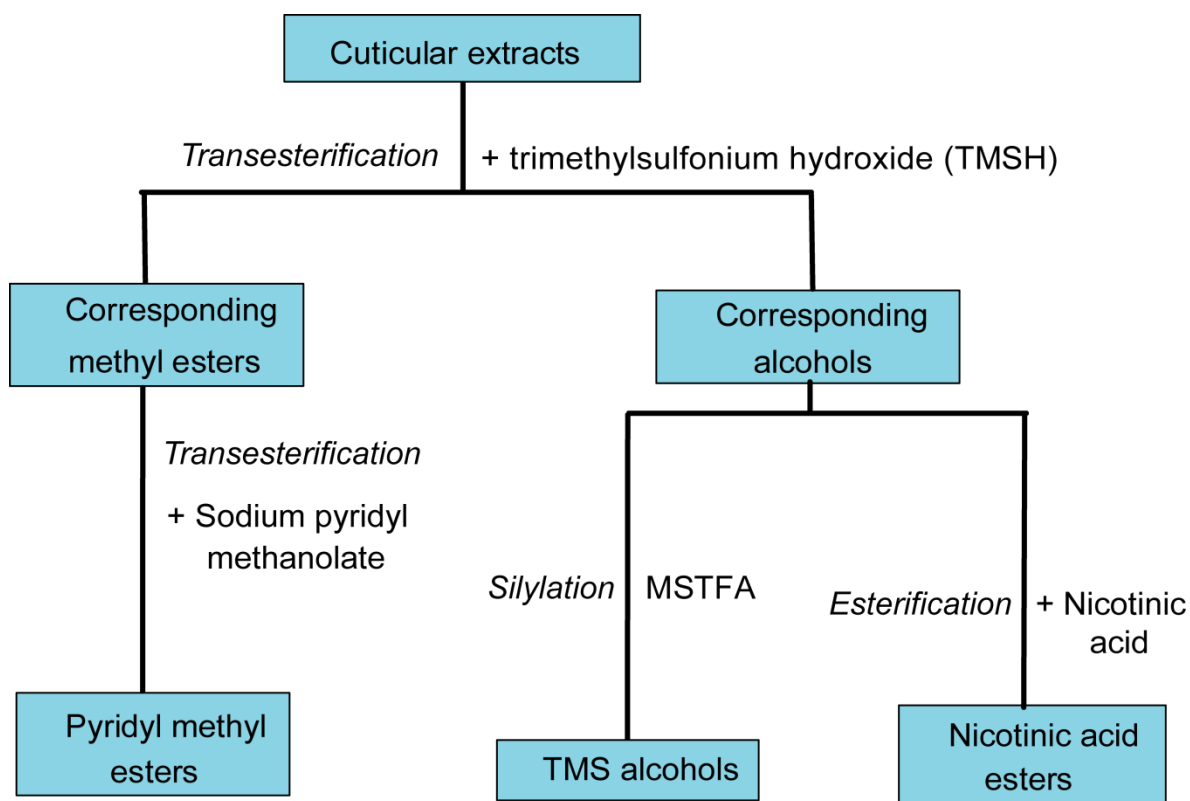 Cuticular extracts
Transesterification
+ trimethylsulfonium hydroxide (TMSH)
Corresponding
methyl esters
Corresponding
alcohols
Transesterification
+ Sodium pyridyl
methanolate
Silylation
MSTFA
Esterification
+ Nicotinic
acid
Pyridyl methyl
esters
TMS alcohols
Nicotinic acid
esters